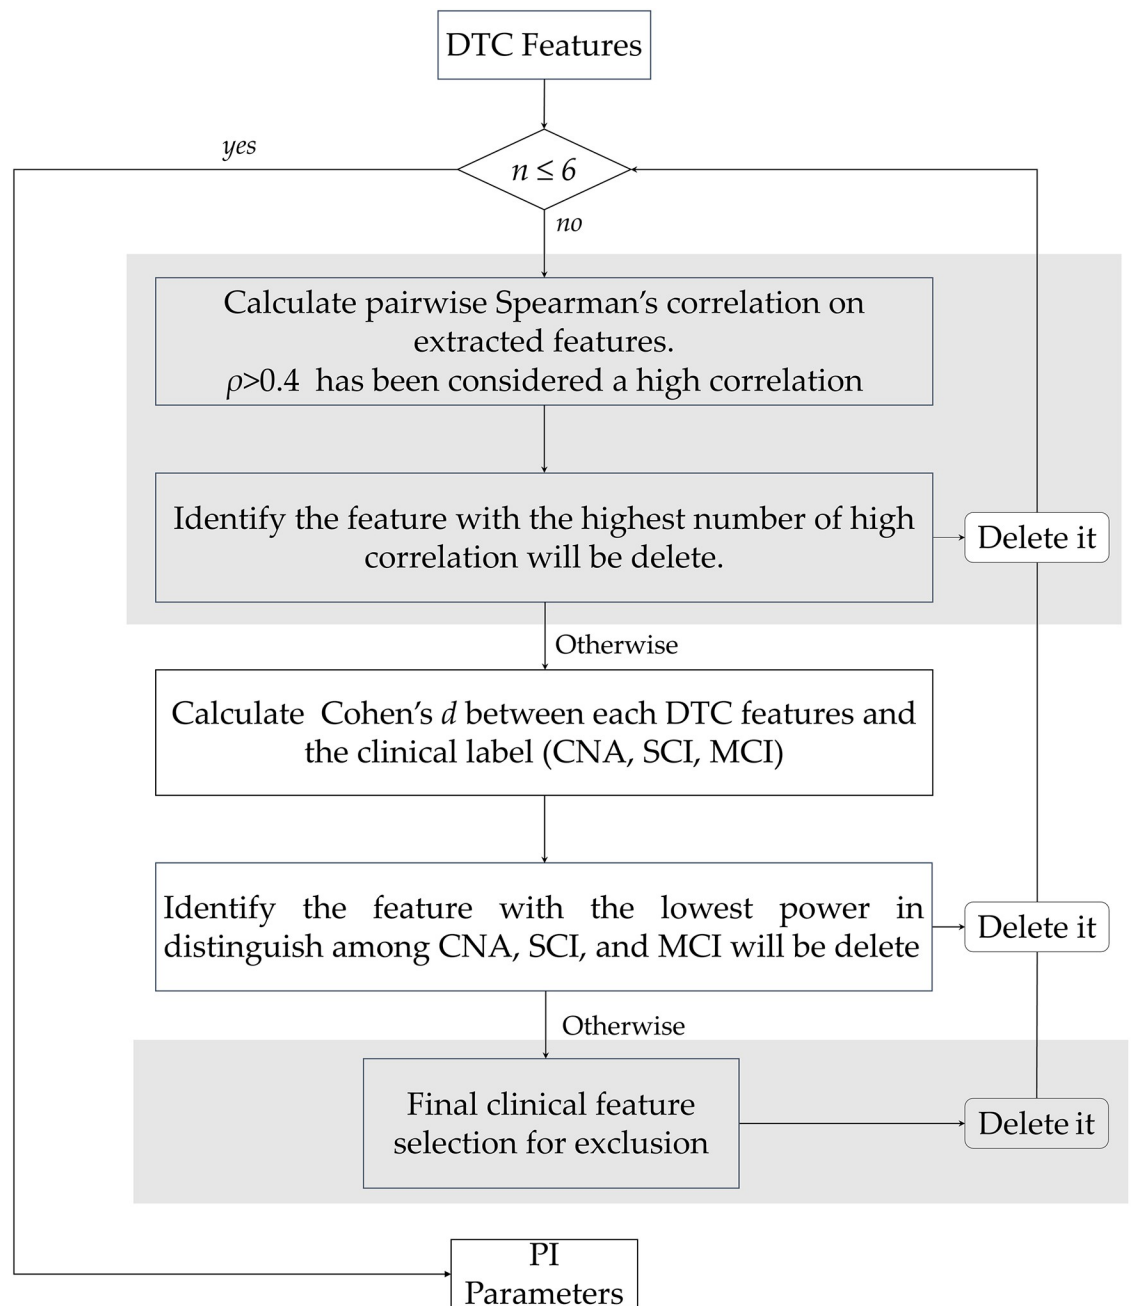 DTC Features
yes
n ≤ 6
no
Calculate pairwise Spearman’s correlation on
extracted features.
ρ>0.4 has been considered a high correlation
Identify the feature with the highest number of high
correlation will be delete.
Delete it
Otherwise
Calculate Cohen’s d between each DTC features and
the clinical label (CNA, SCI, MCI)
Identify the feature with the lowest power in
distinguish among CNA, SCI, and MCI will be delete
Delete it
Otherwise
Final clinical feature
selection for exclusion
Delete it
PI
Parameters